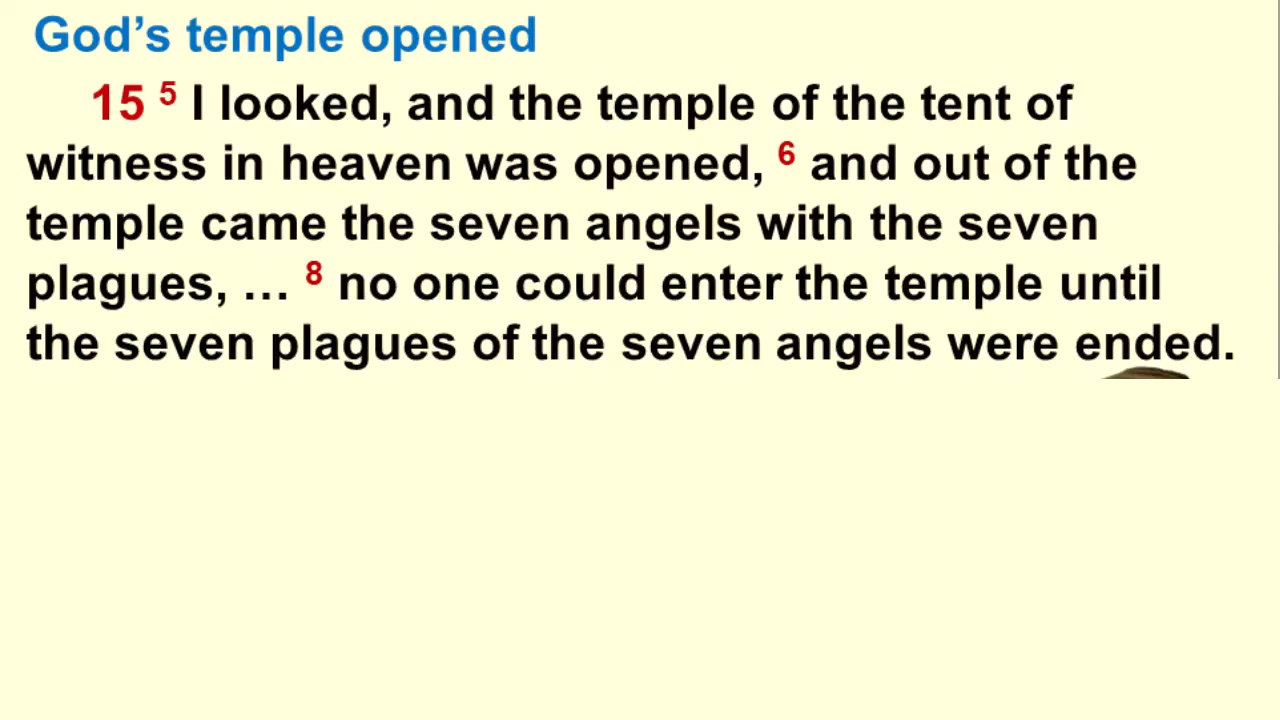 God’s temple opened
15 5 I looked, and the temple of the tent of
witness in heaven was opened, 6 and out of the
temple came the seven angels with the seven
plagues, … 8 no one could enter the temple until
the seven plagues of the seven angels were ended.